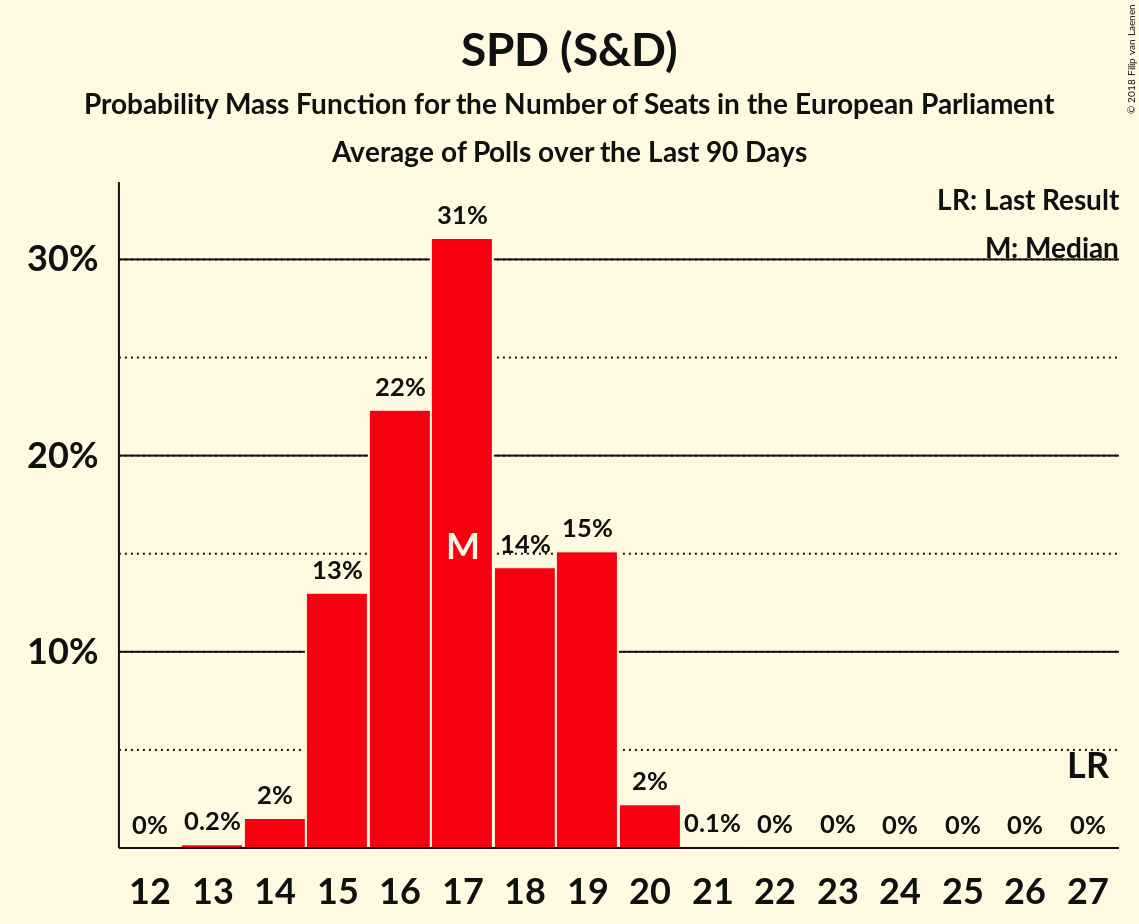 SPD (S&D)
Probability Mass Function for the Number of Seats in the European Parliament
Average of Polls over the Last 90 Days
© 2018 Filip van Laenen
LR: Last Result
M: Median
31%
30%
22%
20%
15%
14%
M
13%
10%
LR
2%
2%
0% 0.2% 0.1% 0% 0% 0% 0% 0% 0%
12 13 14 15 16 17 18 19 20 21 22 23 24 25 26 27